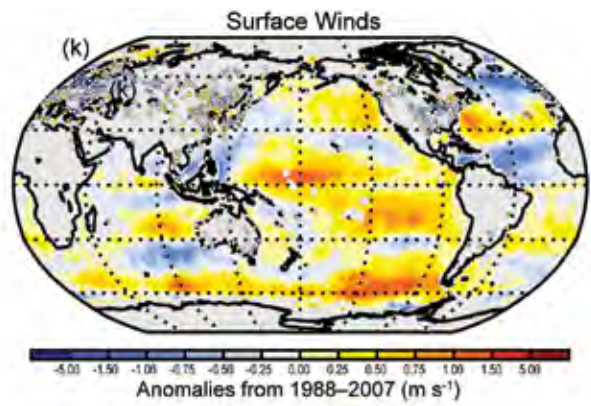 Surface Winds
(k)
(k)
-5.00 -1.50 -1.00 -0.75 -0.50 -0.25 0.00 0.25 0.50 0.75 1.00 1.50 5.00
Anomalies from 1988–2007 (m s⁻¹)